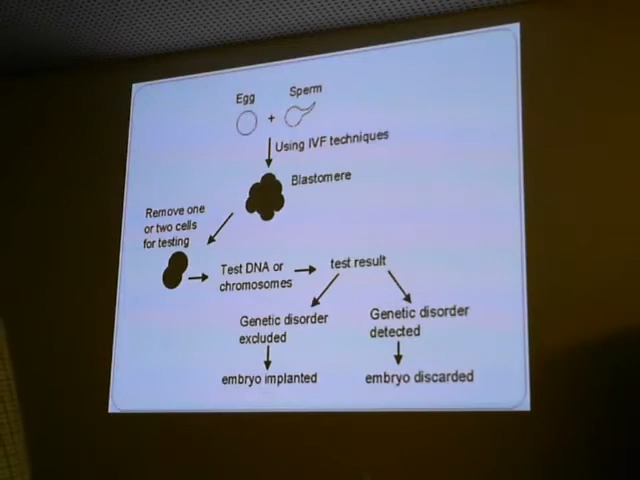 Egg
Sperm
+
Using IVF techniques
Blastomere
Remove one
or two cells
for testing
Test DNA or
chromosomes
test result
Genetic disorder
excluded
Genetic disorder
detected
embryo implanted
embryo discarded